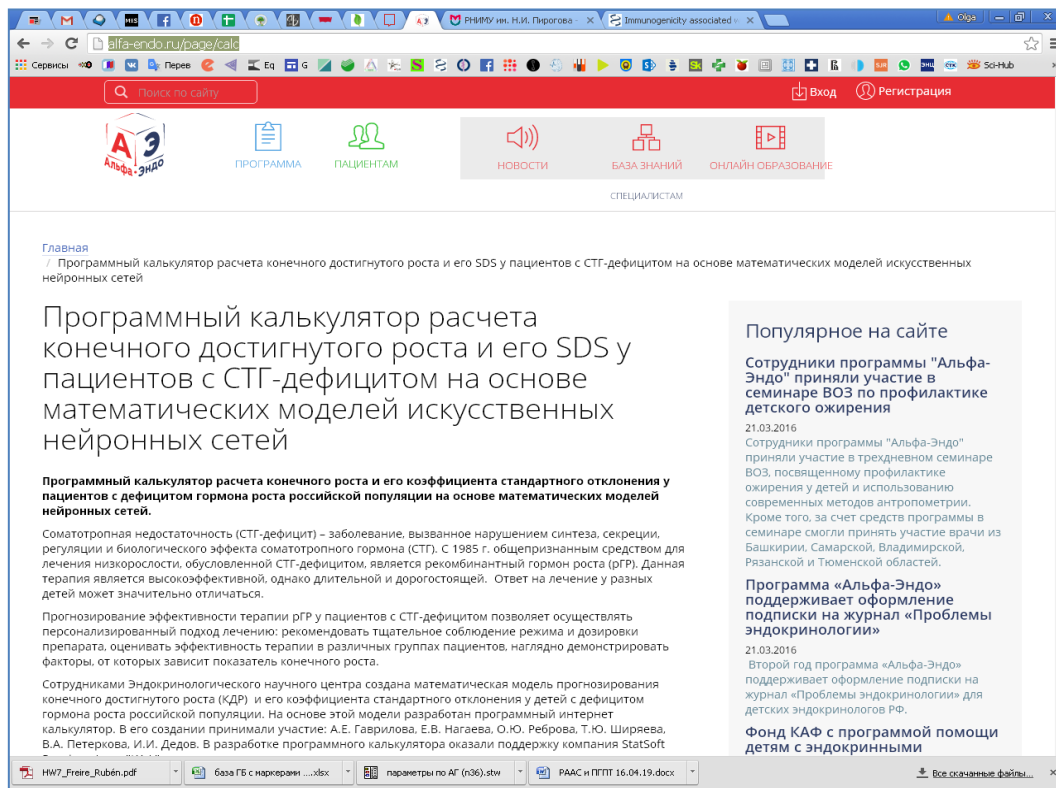 РНИМУ им. Н.И. Пирогова -
Immunogenicity associated v
Olga
alfa-endo.ru/page/calc
Сервисы
Перев
Eq
G
Sci-Hub
Поиск по сайту
Вход
Регистрация
А Э
Альфа-Эндо
ПРОГРАММА
ПАЦИЕНТАМ
НОВОСТИ
БАЗА ЗНАНИЙ
ОНЛАЙН ОБРАЗОВАНИЕ
СПЕЦИАЛИСТАМ
Главная
/ Программный калькулятор расчета конечного достигнутого роста и его SDS у пациентов с СТГ-дефицитом на основе математических моделей искусственных
нейронных сетей
Программный калькулятор расчета
конечного достигнутого роста и его SDS у
пациентов с СТГ-дефицитом на основе
математических моделей искусственных
нейронных сетей
Программный калькулятор расчета конечного роста и его коэффициента стандартного отклонения у
пациентов с дефицитом гормона роста российской популяции на основе математических моделей
нейронных сетей.
Соматотропная недостаточность (СТГ-дефицит) – заболевание, вызванное нарушением синтеза, секреции,
регуляции и биологического эффекта соматотропного гормона (СТГ). С 1985 г. общепризнанным средством для
лечения низкорослости, обусловленной СТГ-дефицитом, является рекомбинантный гормон роста (рГР). Данная
терапия является высокоэффективной, однако длительной и дорогостоящей. Ответ на лечение у разных
детей может значительно отличаться.
Прогнозирование эффективности терапии рГР у пациентов с СТГ-дефицитом позволяет осуществлять
персонализированный подход лечению: рекомендовать тщательное соблюдение режима и дозировки
препарата, оценивать эффективность терапии в различных группах пациентов, наглядно демонстрировать
факторы, от которых зависит показатель конечного роста.
Сотрудниками Эндокринологического научного центра создана математическая модель прогнозирования
конечного достигнутого роста (КДР) и его коэффициента стандартного отклонения у детей с дефицитом
гормона роста российской популяции. На основе этой модели разработан программный интернет
калькулятор. В его создании принимали участие: А.Е. Гаврилова, Е.В. Нагаева, О.Ю. Реброва, Т.Ю. Ширяева,
В.А. Петеркова, И.И. Дедов. В разработке программного калькулятора оказали поддержку компания StatSoft
Популярное на сайте
Сотрудники программы "Альфа-
Эндо" приняли участие в
семинаре ВОЗ по профилактике
детского ожирения
21.03.2016
Сотрудники программы "Альфа-Эндо"
приняли участие в трехдневном семинаре
ВОЗ, посвященному профилактике
ожирения у детей и использованию
современных методов антропометрии.
Кроме того, за счет средств программы в
семинаре смогли принять участие врачи из
Башкирии, Самарской, Владимирской,
Рязанской и Тюменской областей.
Программа «Альфа-Эндо»
поддерживает оформление
подписки на журнал «Проблемы
эндокринологии»
21.03.2016
Второй год программа «Альфа-Эндо»
поддерживает оформление подписки на
журнал «Проблемы эндокринологии» для
детских эндокринологов РФ.
Фонд КАФ с программой помощи
детям с эндокринными
HW7_Freire_Rubén.pdf
база ГБ с маркерами ....xlsx
параметры по АГ (n36).stw
РААС и ПГПТ 16.04.19.docx
Все скачанные файлы...